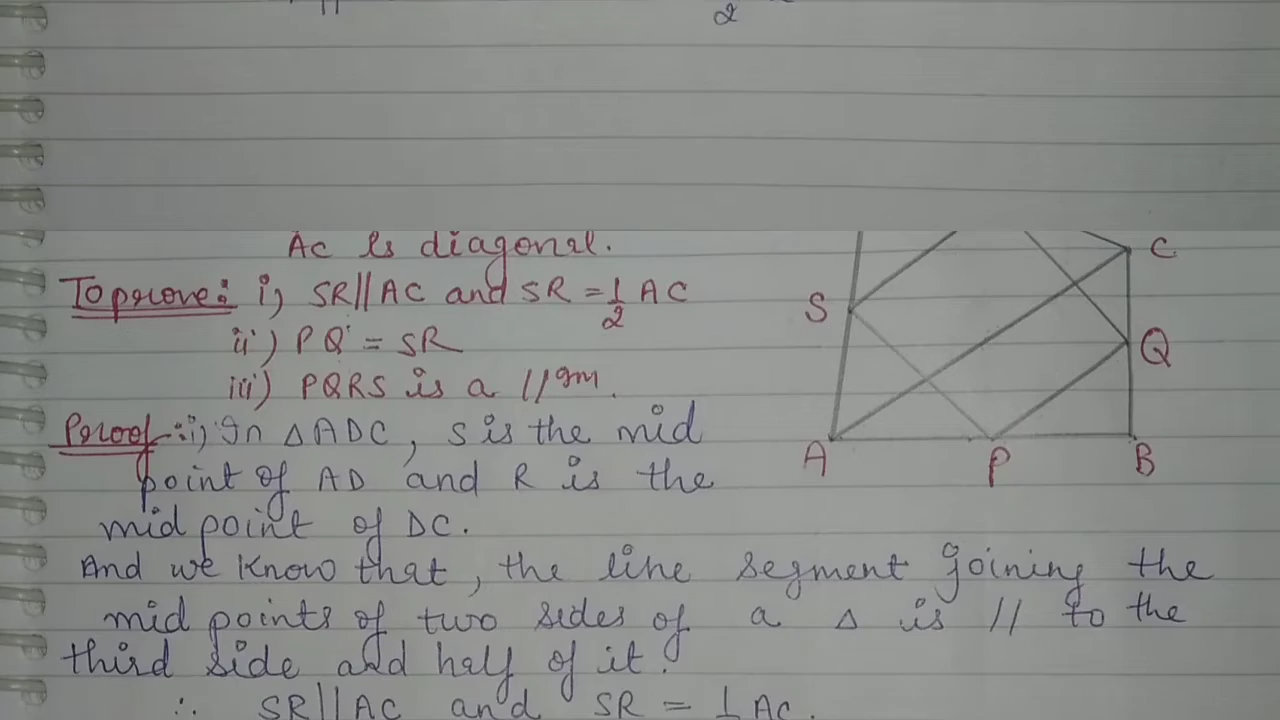 2
AC is diagonal.
To prove: i) SR||AC and SR = 1/2 AC
ii) PQ = SR
iii) PQRS is a //gm.
Proof :- i) In △ADC, S is the mid
point of AD and R is the
mid point of DC.
And we know that, the line segment joining the
mid points of two sides of a △ is // to the
third side and half of it.
∴ SR||AC and SR = 1/2 AC.
C
S
Q
A
P
B